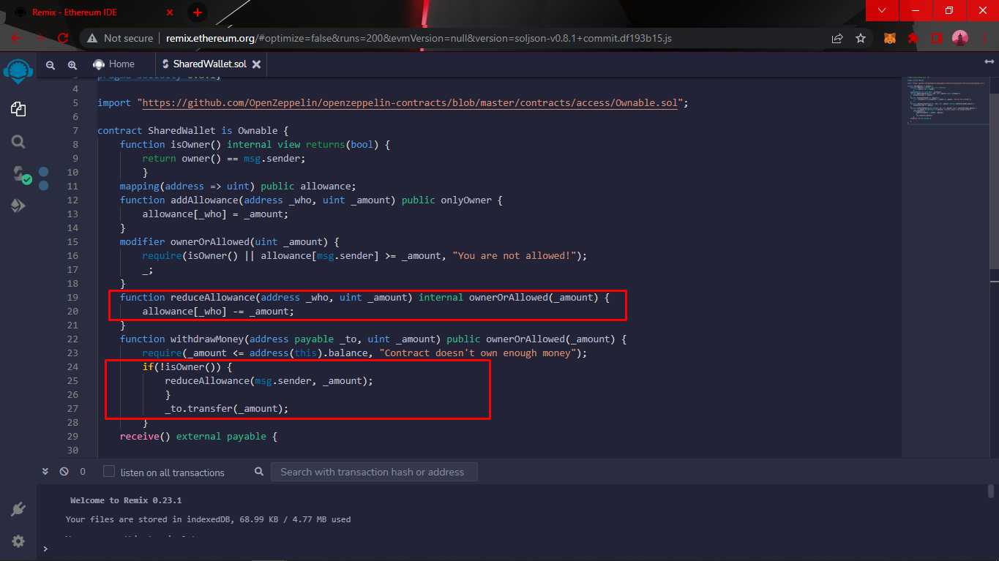 Remix - Ethereum IDE
Not secure | remix.ethereum.org/#optimize=false&runs=200&evmVersion=null&version=soljson-v0.8.1+commit.df193b15.js
Home SharedWallet.sol
3 pragma solidity 0.8.1;
4
5 import "https://github.com/OpenZeppelin/openzeppelin-contracts/blob/master/contracts/access/Ownable.sol";
6
7 contract SharedWallet is Ownable {
8 function isOwner() internal view returns(bool) {
9 return owner() == msg.sender;
10 }
11 mapping(address => uint) public allowance;
12 function addAllowance(address _who, uint _amount) public onlyOwner {
13 allowance[_who] = _amount;
14 }
15 modifier ownerOrAllowed(uint _amount) {
16 require(isOwner() || allowance[msg.sender] >= _amount, "You are not allowed!");
17 _;
18 }
19 function reduceAllowance(address _who, uint _amount) internal ownerOrAllowed(_amount) {
20 allowance[_who] -= _amount;
21 }
22 function withdrawMoney(address payable _to, uint _amount) public ownerOrAllowed(_amount) {
23 require(_amount <= address(this).balance, "Contract doesn't own enough money");
24 if(!isOwner()) {
25 reduceAllowance(msg.sender, _amount);
26 }
27 _to.transfer(_amount);
28 }
29 receive() external payable {
30
0 listen on all transactions Search with transaction hash or address
Welcome to Remix 0.23.1
Your files are stored in indexedDB, 68.99 KB / 4.77 MB used
>